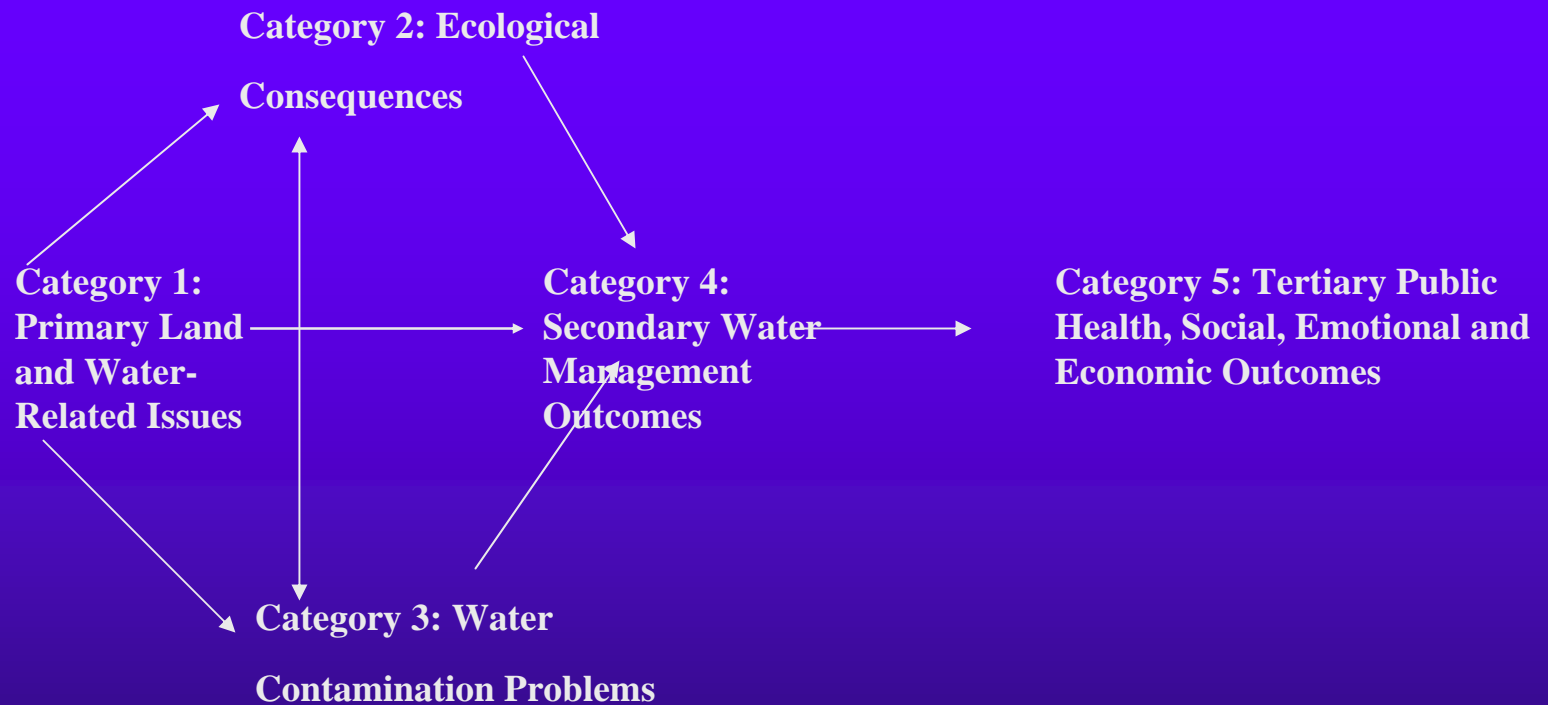 Category 2: Ecological
Consequences
Category 1:
Primary Land
and Water-
Related Issues
Category 4:
Secondary Water
Management
Outcomes
Category 5: Tertiary Public
Health, Social, Emotional and
Economic Outcomes
Category 3: Water
Contamination Problems